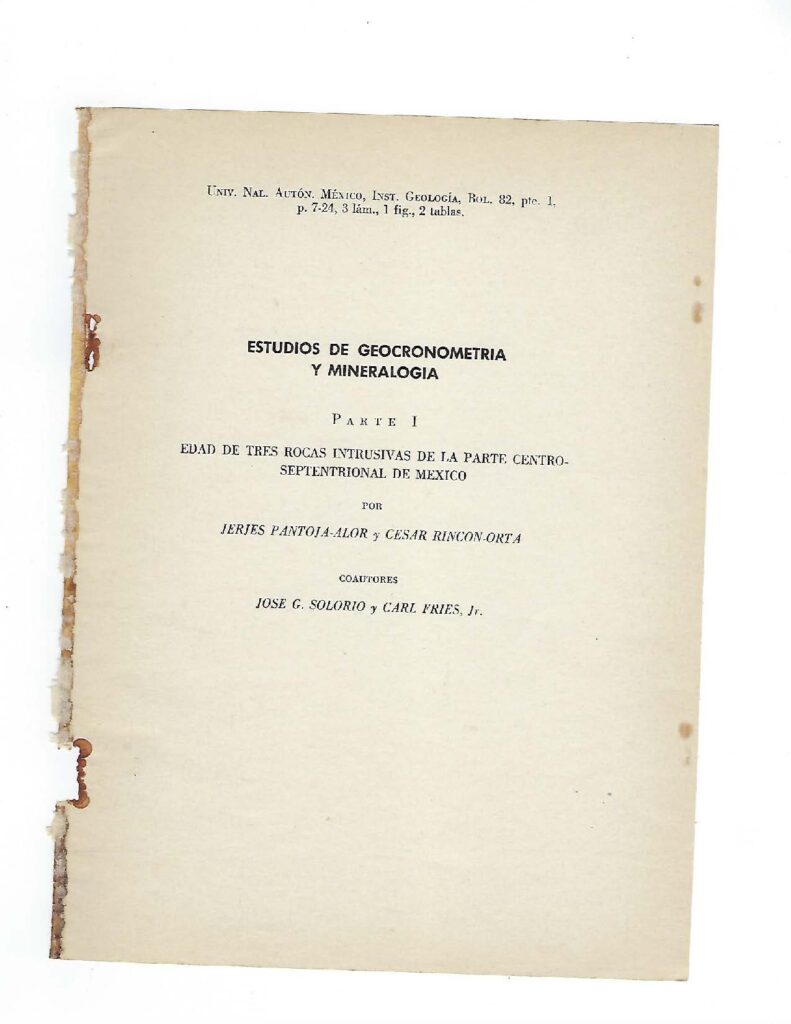 UNIV. NAL. AUTÓN. MÉXICO, INST. GEOLOGÍA, BOL. 82, pte. 1,
p. 7-24, 3 lám., 1 fig., 2 tablas.
ESTUDIOS DE GEOCRONOMETRIA
Y MINERALOGIA
PARTE I
EDAD DE TRES ROCAS INTRUSIVAS DE LA PARTE CENTRO-
SEPTENTRIONAL DE MEXICO
POR
JERJES PANTOJA-ALOR y CESAR RINCON-ORTA
COAUTORES
JOSE G. SOLORIO y CARL FRIES, Jr.